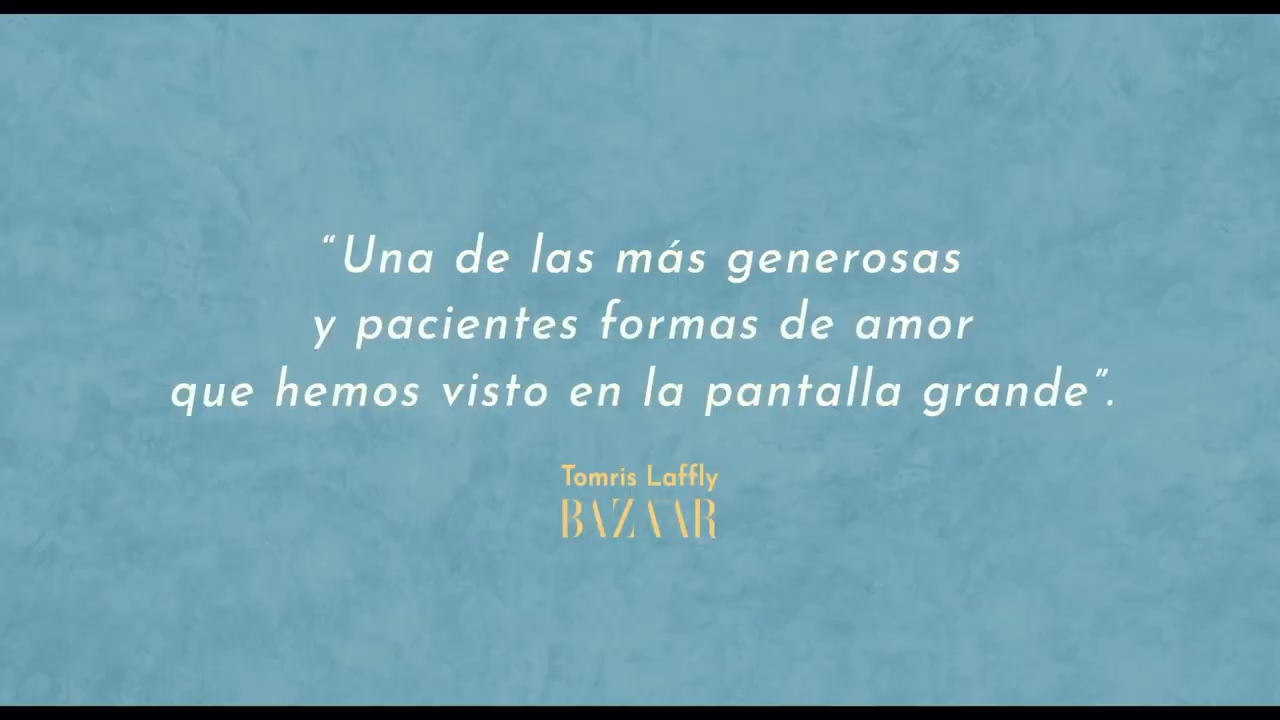 “Una de las más generosas
y pacientes formas de amor
que hemos visto en la pantalla grande”.
Tomris Laffly
BAZAAR